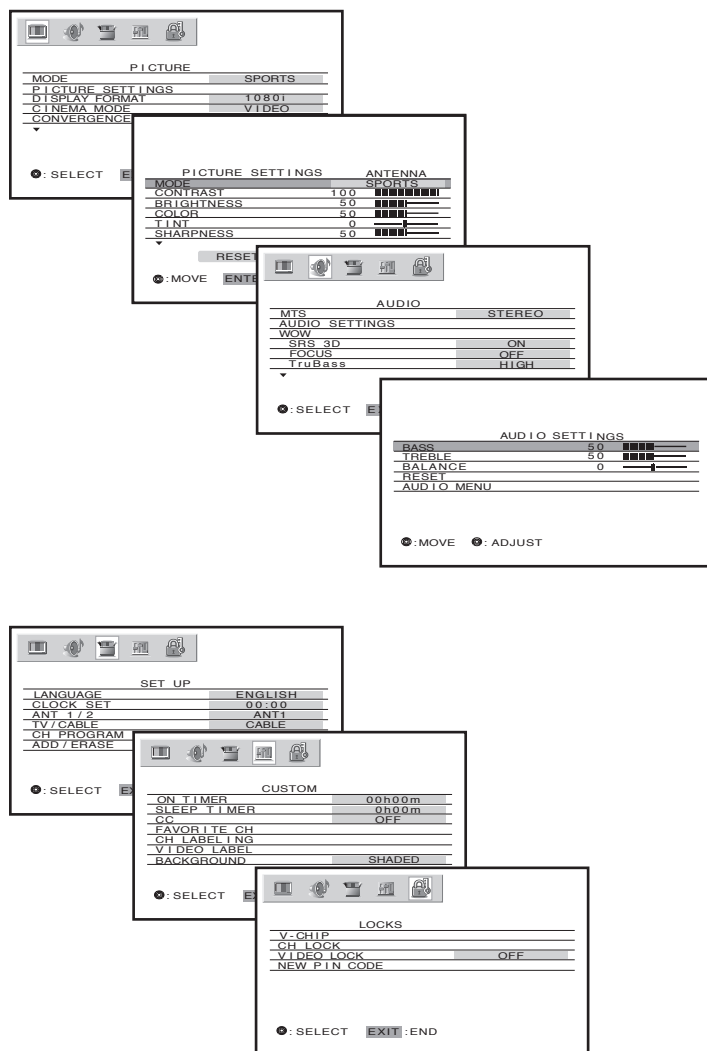 PICTURE
MODE SPORTS
PICTURE SETTINGS
DISPLAY FORMAT 1080i
CINEMA MODE VIDEO
CONVERGENCE
: SELECT
PICTURE SETTINGS ANTENNA
MODE SPORTS
CONTRAST 100
BRIGHTNESS 50
COLOR 50
TINT 0
SHARPNESS 50
RESET
:MOVE
AUDIO
MTS STEREO
AUDIO SETTINGS
WOW
SRS 3D ON
FOCUS OFF
TruBass HIGH
:SELECT
AUDIO SETTINGS
BASS 50
TREBLE 50
BALANCE 0
RESET
AUDIO MENU
:MOVE : ADJUST
SET UP
LANGUAGE ENGLISH
CLOCK SET 00:00
ANT 1/2 ANT1
TV/CABLE CABLE
CH PROGRAM
ADD/ERASE
: SELECT
CUSTOM
ON TIMER 00h00m
SLEEP TIMER 0h00m
CC OFF
FAVORITE CH
CH LABELING
VIDEO LABEL
BACKGROUND SHADED
: SELECT
LOCKS
V-CHIP
CH LOCK
VIDEO LOCK OFF
NEW PIN CODE
: SELECT EXIT :END